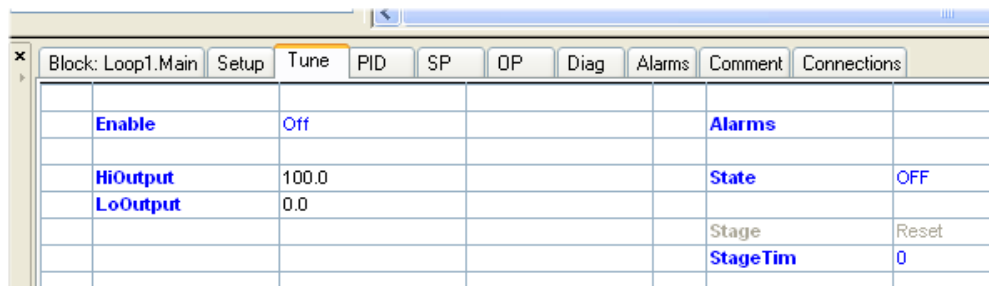 Block: Loop1.Main Setup Tune PID SP OP Diag Alarms Comment Connections
Enable Off Alarms
HiOutput 100.0 State OFF
LoOutput 0.0
Stage Reset
StageTim 0